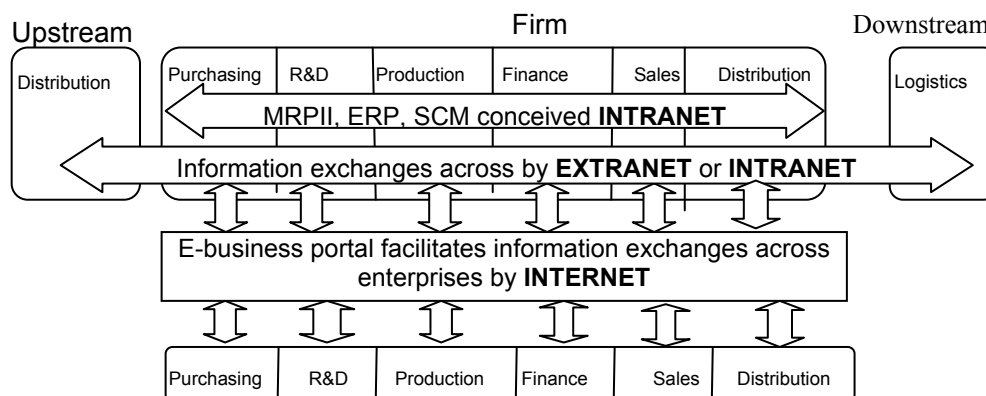 Upstream
Firm
Downstream
Distribution
Purchasing
R&D
Production
Finance
Sales
Distribution
Logistics
MRPII, ERP, SCM conceived INTRANET
Information exchanges across by EXTRANET or INTRANET
E-business portal facilitates information exchanges across
enterprises by INTERNET
Purchasing
R&D
Production
Finance
Sales
Distribution